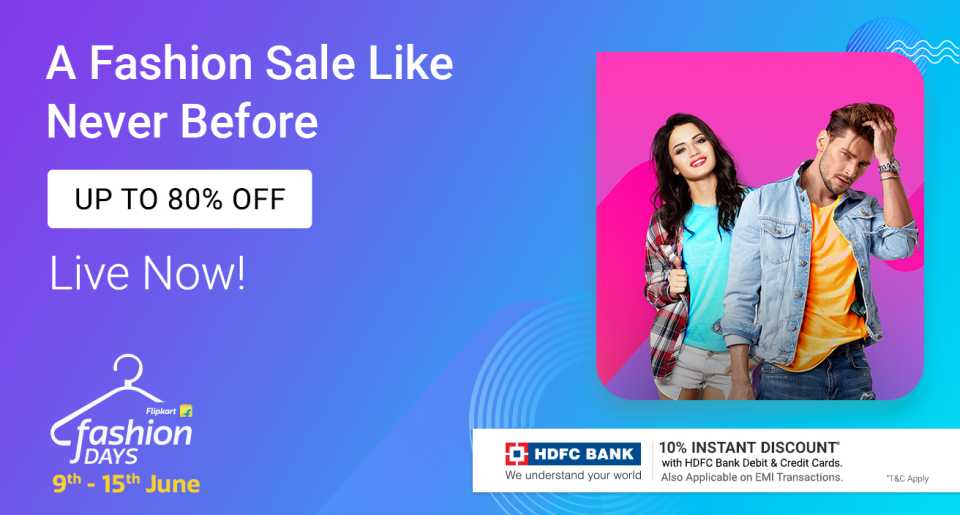 A Fashion Sale Like
Never Before
UP TO 80% OFF
Live Now!
Flipkart
fashion
DAYS
9th - 15th June
HDFC BANK
We understand your world
10% INSTANT DISCOUNT*
with HDFC Bank Debit & Credit Cards.
Also Applicable on EMI Transactions.
*T&C Apply